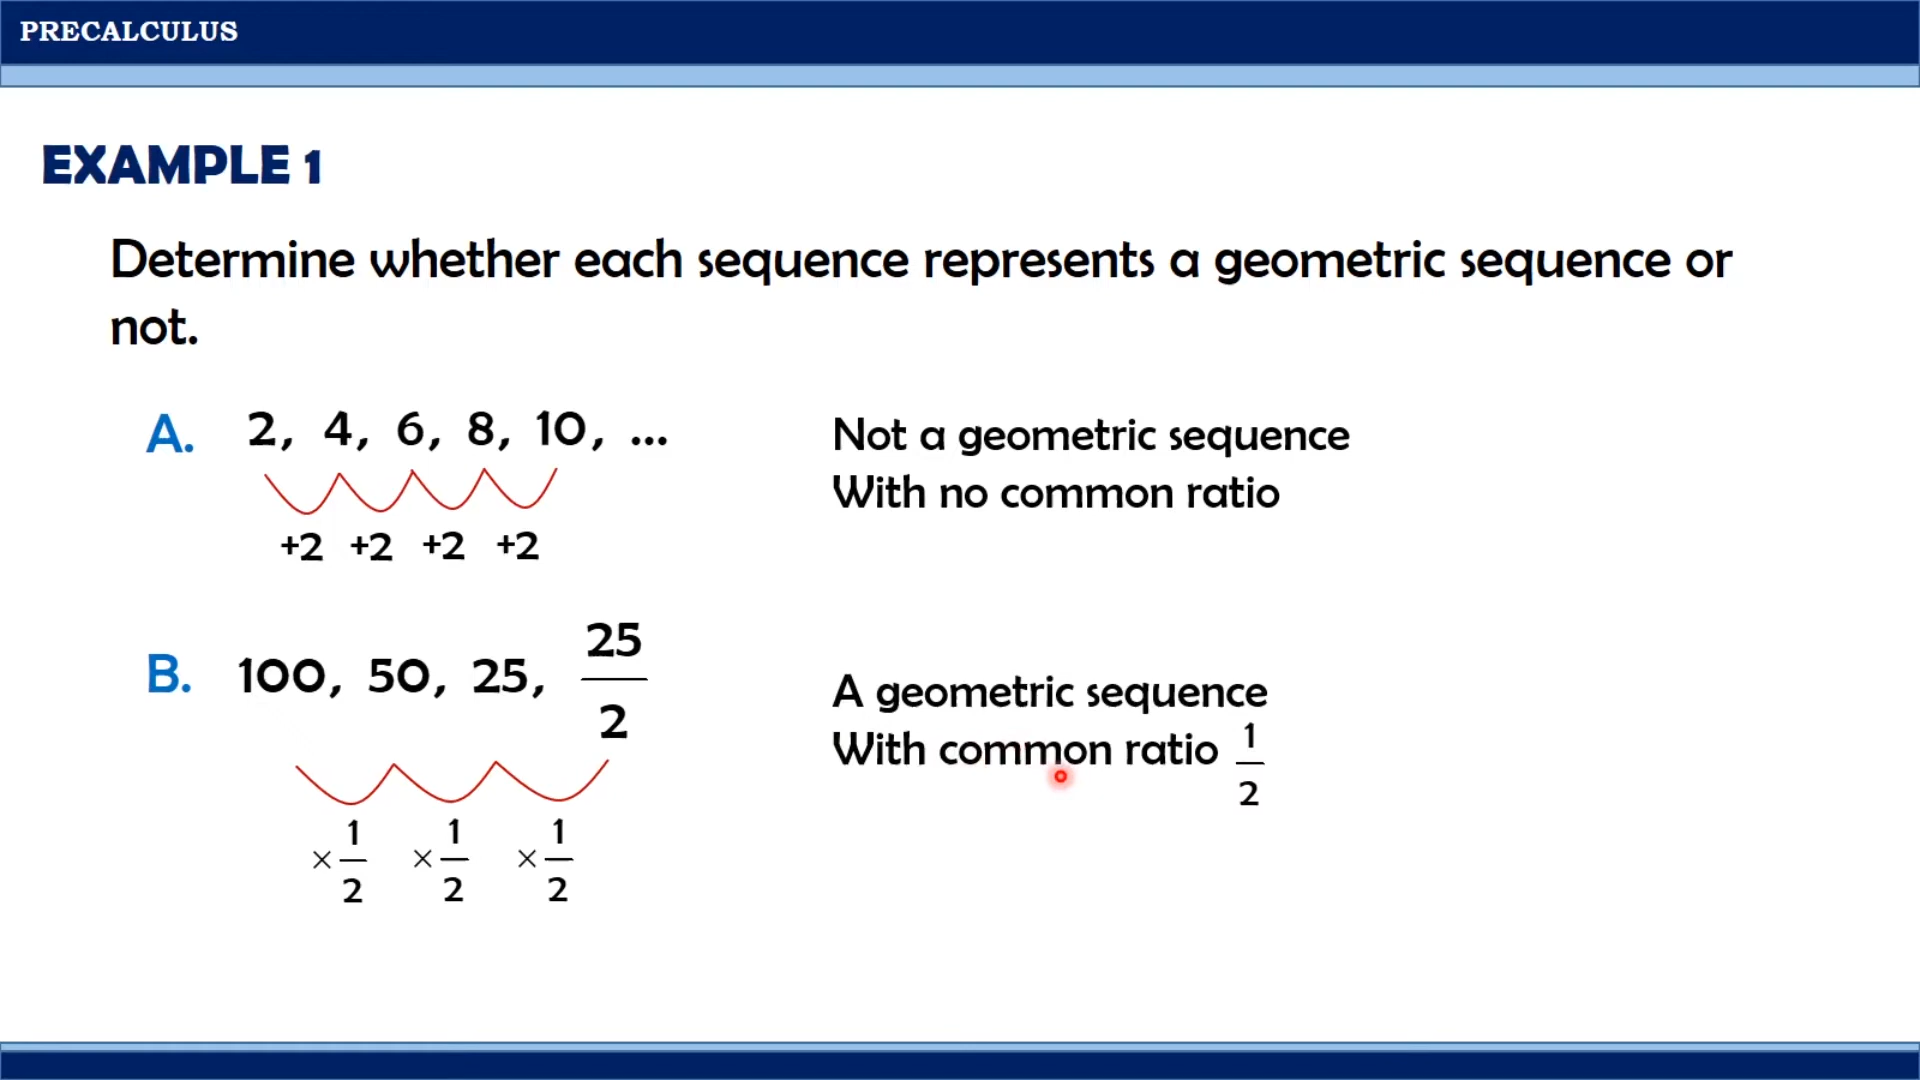 PRECALCULUS
EXAMPLE 1
Determine whether each sequence represents a geometric sequence or
not.
A. 2, 4, 6, 8, 10, ...
+2 +2 +2 +2
Not a geometric sequence
With no common ratio
B. 100, 50, 25, 25/2
× 1/2 × 1/2 × 1/2
A geometric sequence
With common ratio 1/2